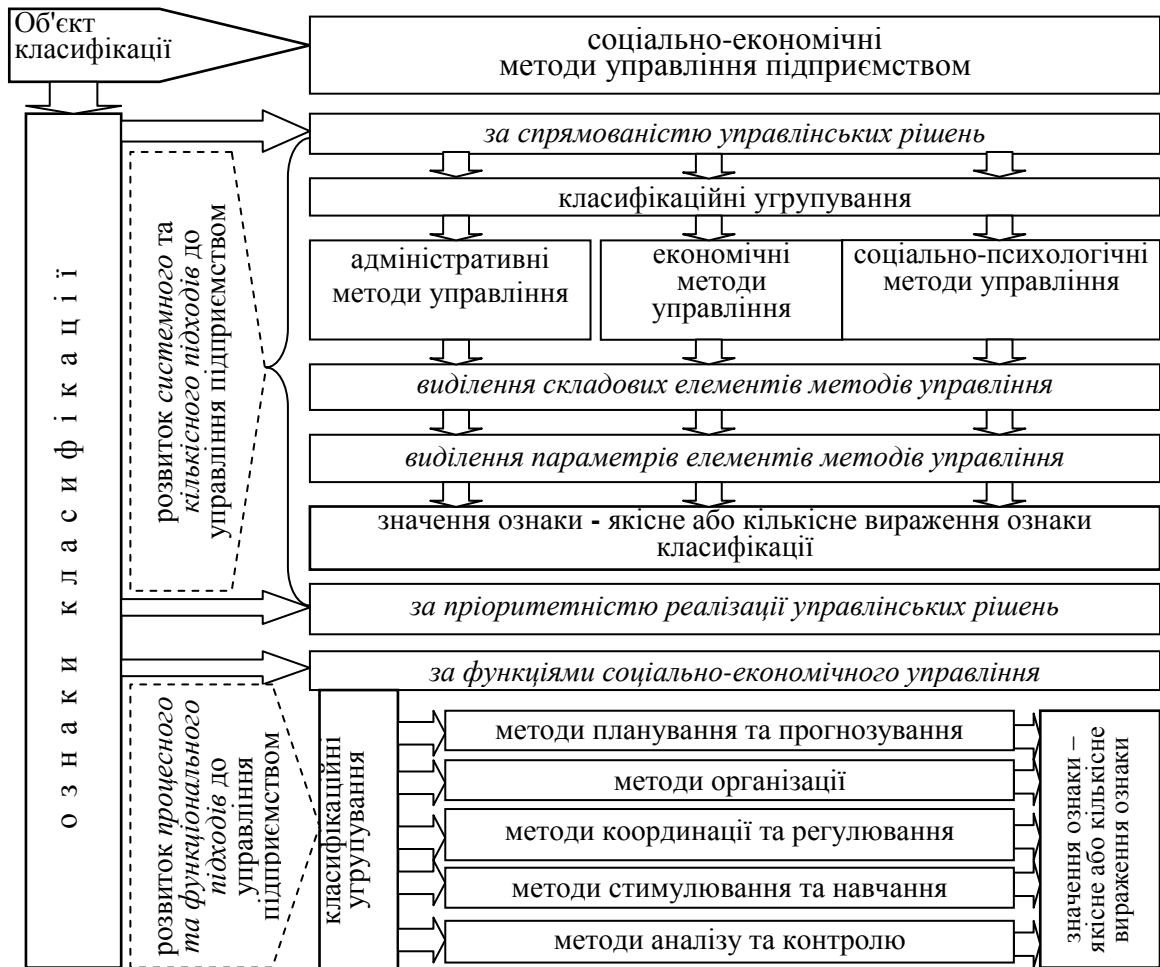 Об'єкт
класифікації
соціально-економічні
методи управління підприємством
ознаки класифікації
за спрямованістю управлінських рішень
класифікаційні угрупування
розвиток системного та
кількісного підходів до
управління підприємством
адміністративні
методи управління
економічні
методи
управління
соціально-психологічні
методи управління
виділення складових елементів методів управління
виділення параметрів елементів методів управління
значення ознаки - якісне або кількісне вираження ознаки
класифікації
за пріоритетністю реалізації управлінських рішень
за функціями соціально-економічного управління
розвиток процесного
та функціонального
підходів до
управління
підприємством
класифікаційні
угрупування
методи планування та прогнозування
методи організації
методи координації та регулювання
методи стимулювання та навчання
методи аналізу та контролю
значення ознаки –
якісне або кількісне
вираження ознаки